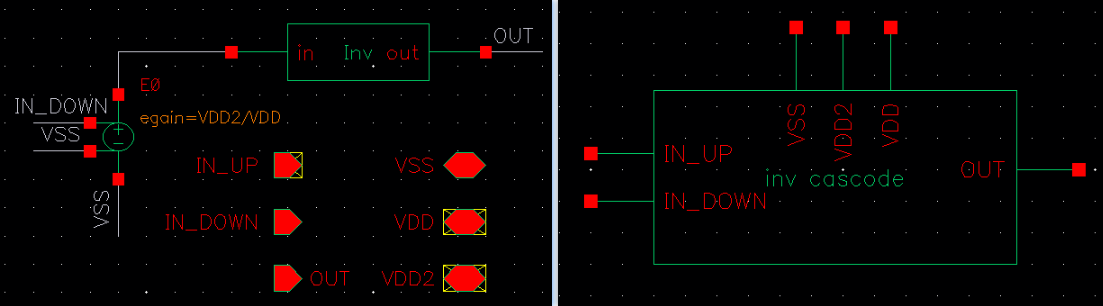 OUT
in Inv out
E0
IN_DOWN
egain=VDD2/VDD
VSS
IN_UP
VSS
VSS
IN_DOWN
VDD
OUT
VDD2
VSS
VDD2
VDD
IN_UP
inv cascode
OUT
IN_DOWN